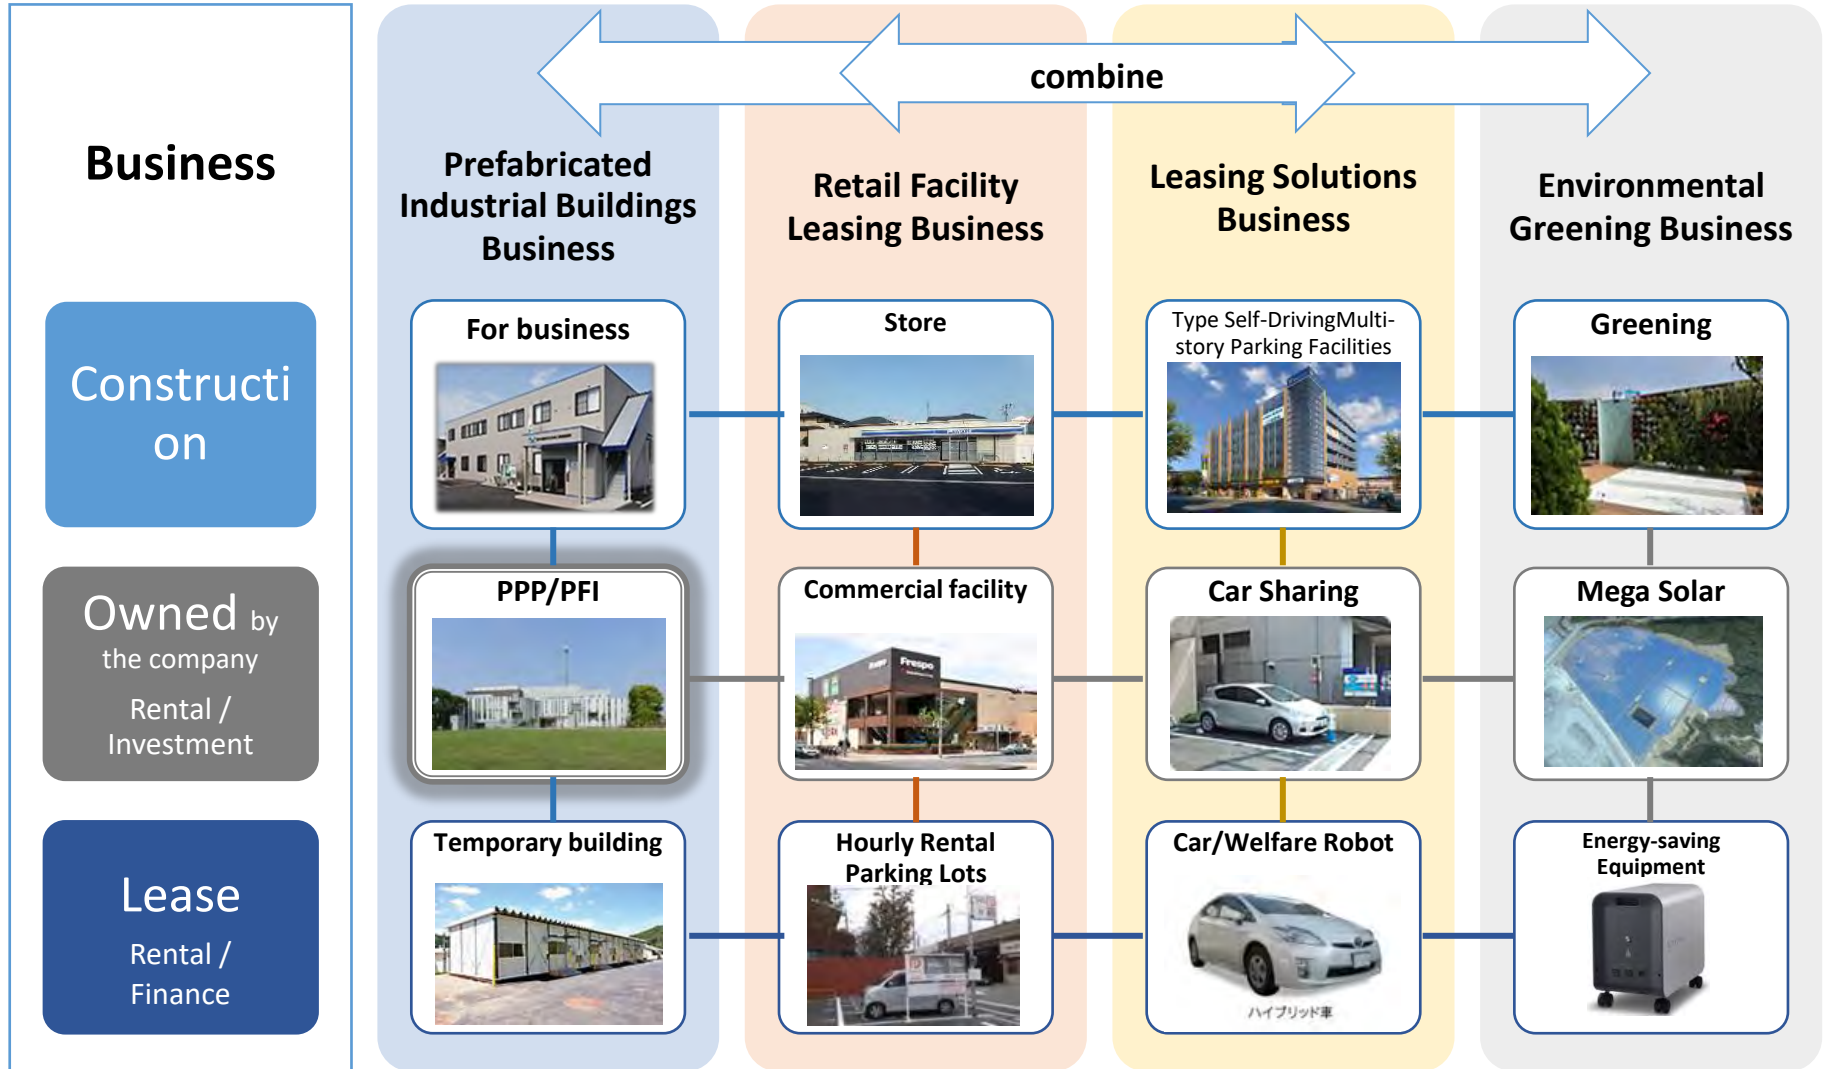 combine
Business
Prefabricated
Industrial Buildings
Business
Retail Facility
Leasing Business
Leasing Solutions
Business
Environmental
Greening Business
Constructi
on
For business
Store
Type Self-DrivingMulti-
story Parking Facilities
Greening
Owned by
the company
Rental /
Investment
PPP/PFI
Commercial facility
Frespo
Frespo
Car Sharing
Mega Solar
Lease
Rental /
Finance
Temporary building
Hourly Rental
Parking Lots
Car/Welfare Robot
ハイブリッド車
Energy-saving
Equipment